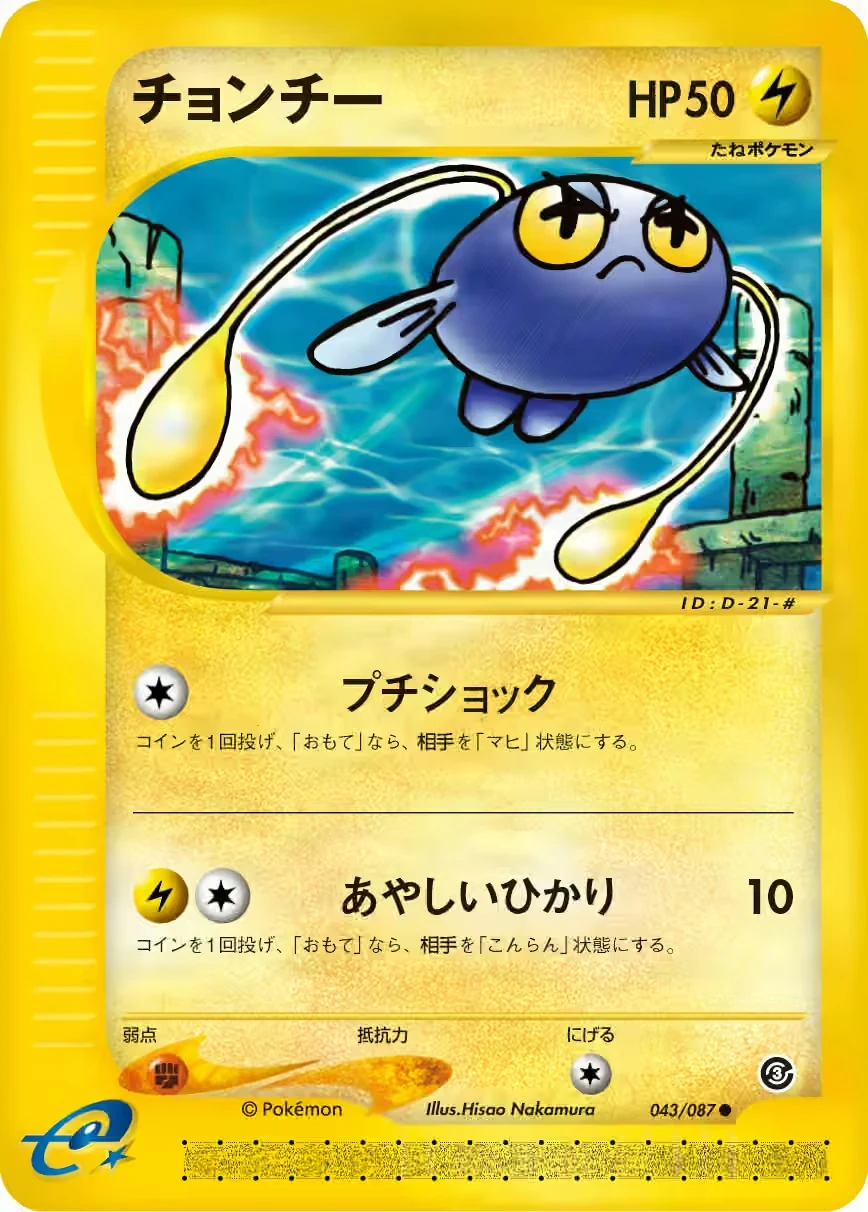 チョンチー HP50
たねポケモン
ID:D-21-#
プチショック
コインを1回投げ、「おもて」なら、相手を「マヒ」状態にする。
あやしいひかり 10
コインを1回投げ、「おもて」なら、相手を「こんらん」状態にする。
弱点 抵抗力 にげる
3
© Pokémon Illus.Hisao Nakamura 043/087
e